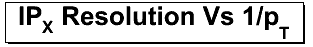 IPX Resolution Vs 1/pT